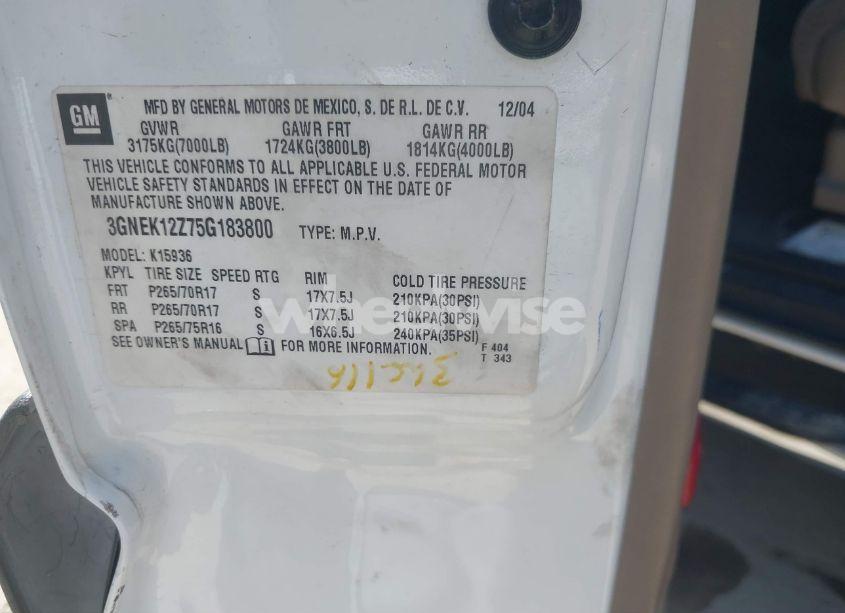 GM MFD BY GENERAL MOTORS DE MEXICO, S. DE R.L. DE C.V. 12/04
GVWR GAWR FRT GAWR RR
3175KG(7000LB) 1724KG(3800LB) 1814KG(4000LB)
THIS VEHICLE CONFORMS TO ALL APPLICABLE U.S. FEDERAL MOTOR
VEHICLE SAFETY STANDARDS IN EFFECT ON THE DATE OF
MANUFACTURE SHOWN ABOVE.
3GNEK12Z75G183800 TYPE: M.P.V.
MODEL: K15936
KPYL TIRE SIZE SPEED RTG RIM COLD TIRE PRESSURE
FRT P265/70R17 S 17X7.5J 210KPA(30PSI)
RR P265/70R17 S 17X7.5J 210KPA(30PSI)
SPA P265/75R16 S 16X6.5J 240KPA(35PSI)
SEE OWNER'S MANUAL FOR MORE INFORMATION. F 404
T 343